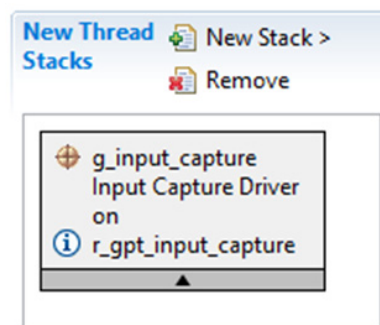 New Thread
Stacks
New Stack >
Remove
g_input_capture
Input Capture Driver
on
r_gpt_input_capture